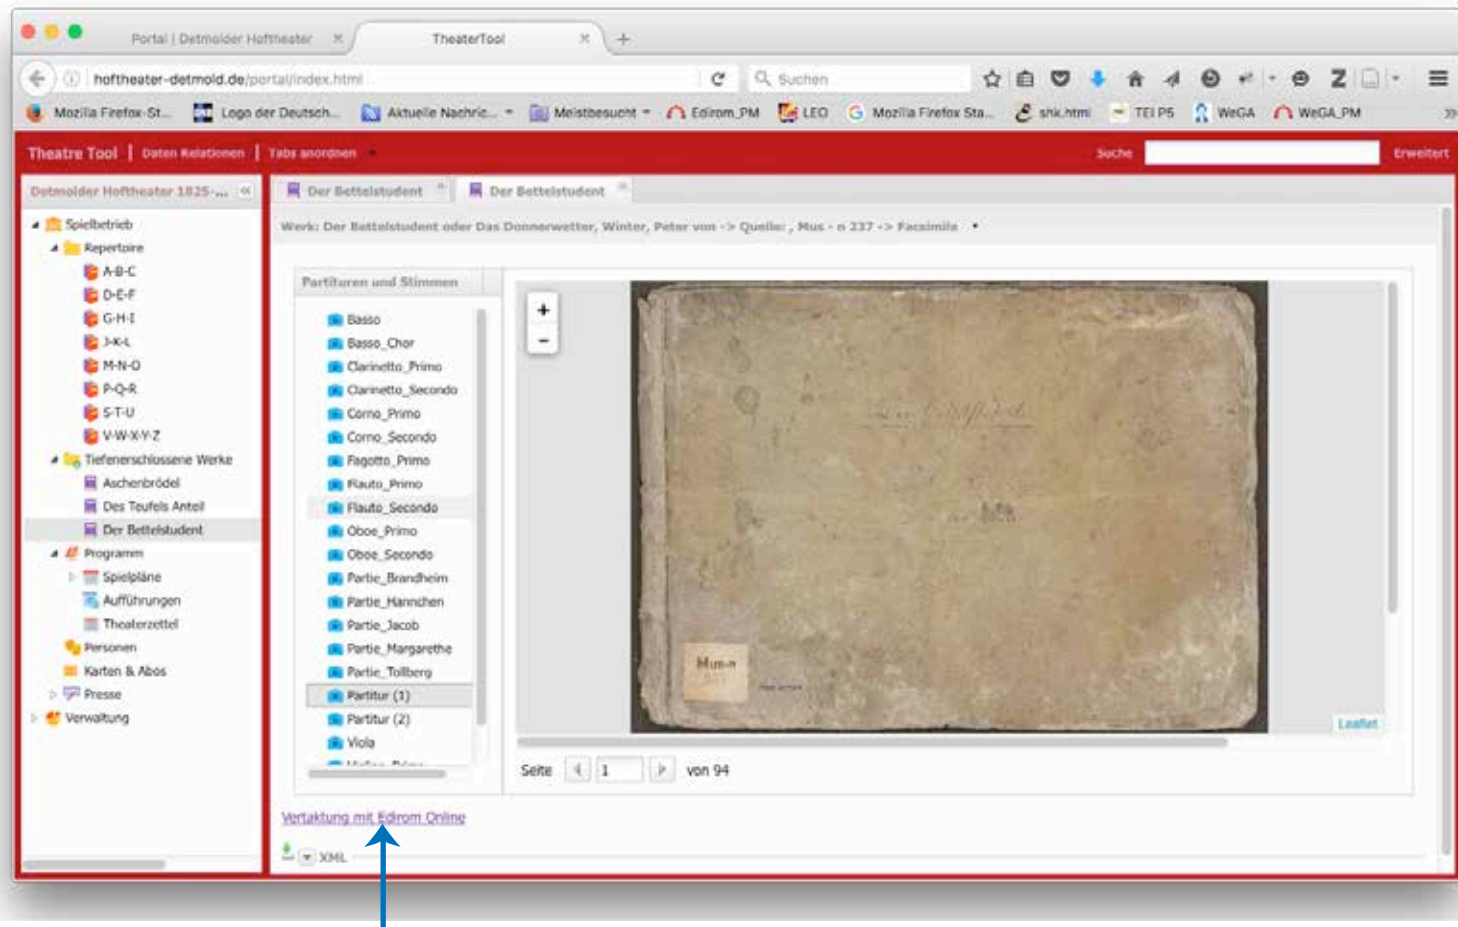 Portal | Detmolder Hoftheater
TheaterTool
hoftheater-detmold.de/portal/index.html
Suchen
Mozilla Firefox-St...
Logo der Deutsch...
Aktuelle Nachric...
Meistbesucht
Edirom_PM
LEO
Mozilla Firefox Sta...
shk.html
TEI P5
WeGA
WeGA_PM
Theatre Tool | Daten Relationen | Tabs anordnen
Suche
Erweitert
Detmolder Hoftheater 1825-...
Spielbetrieb
Repertoire
A-B-C
D-E-F
G-H-I
J-K-L
M-N-O
P-Q-R
S-T-U
V-W-X-Y-Z
Tiefenerschlossene Werke
Aschenbrödel
Des Teufels Anteil
Der Bettelstudent
Programm
Spielpläne
Aufführungen
Theaterzettel
Personen
Karten & Abos
Presse
Verwaltung
Der Bettelstudent
Der Bettelstudent
Werk: Der Bettelstudent oder Das Donnerwetter, Winter, Peter von -> Quelle: , Mus - n 237 -> Facsimile
Partituren und Stimmen
Basso
Basso_Chor
Clarinetto_Primo
Clarinetto_Secondo
Corno_Primo
Corno_Secondo
Fagotto_Primo
Flauto_Primo
Flauto_Secondo
Oboe_Primo
Oboe_Secondo
Partie_Brandheim
Partie_Hannchen
Partie_Jacob
Partie_Margarethe
Partie_Tollberg
Partitur (1)
Partitur (2)
Viola
+
−
Mus-n
Leaflet
Seite 1 von 94
Vertaktung mit Edirom Online
XML